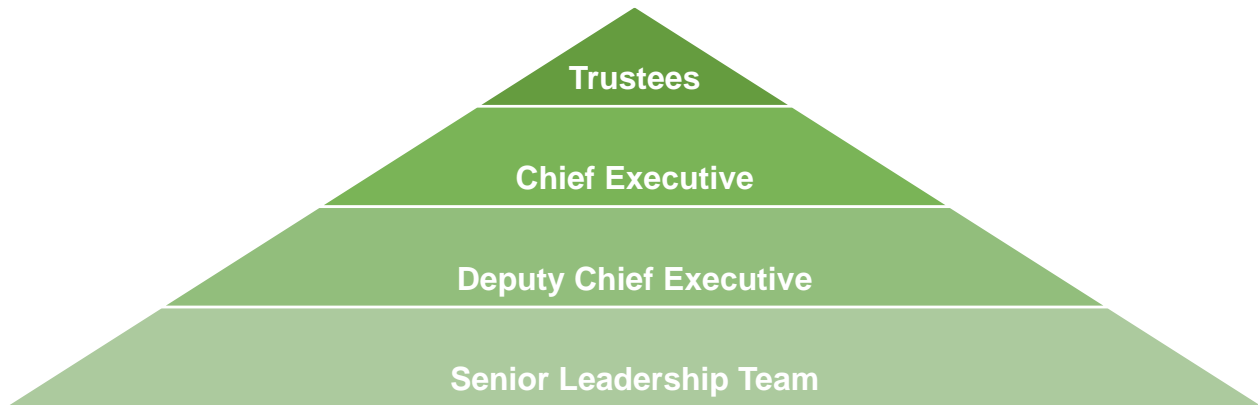 Trustees
Chief Executive
Deputy Chief Executive
Senior Leadership Team